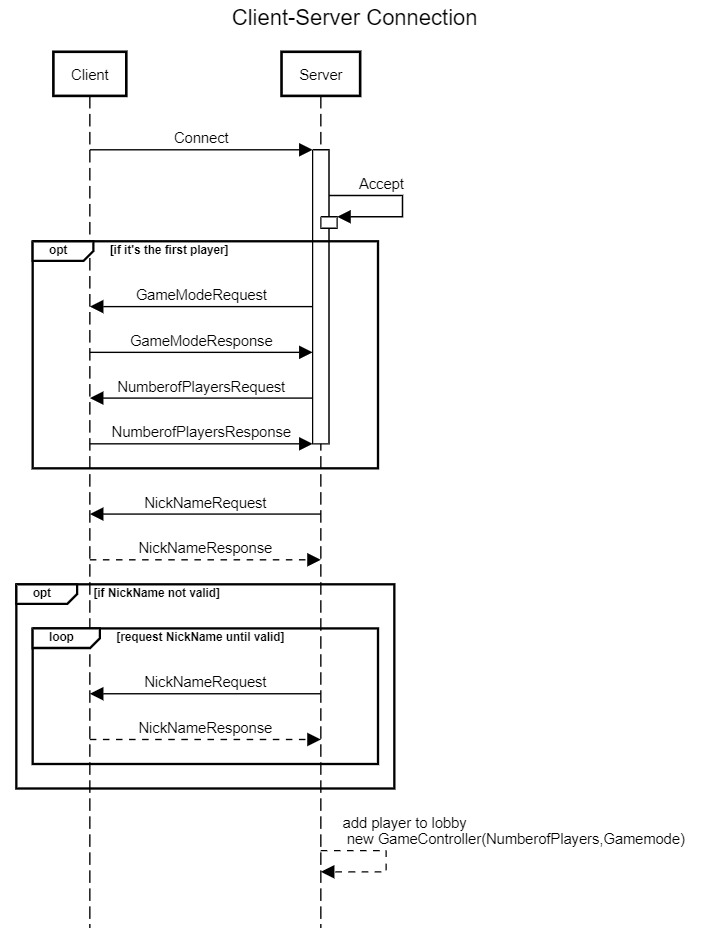 Client-Server Connection
Client
Server
Connect
Accept
opt
[if it's the first player]
GameModeRequest
GameModeResponse
NumberofPlayersRequest
NumberofPlayersResponse
NickNameRequest
NickNameResponse
opt
[if NickName not valid]
loop
[request NickName until valid]
NickNameRequest
NickNameResponse
add player to lobby
new GameController(NumberofPlayers,Gamemode)